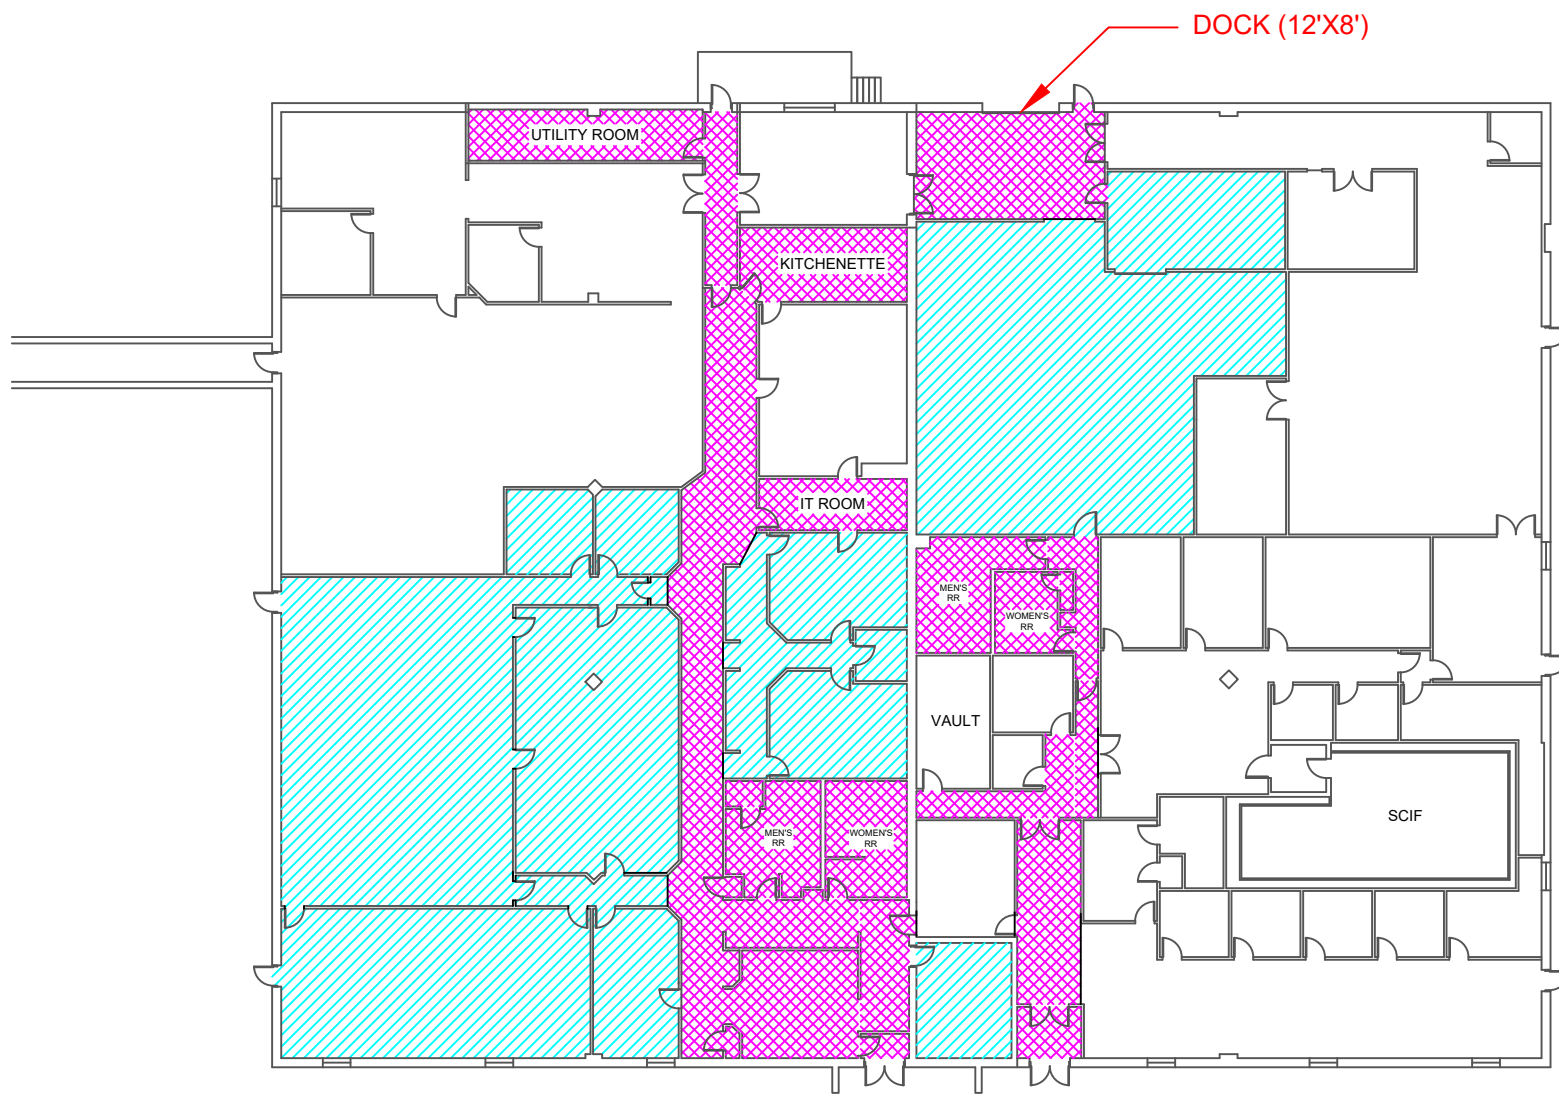 DOCK (12'X8')
UTILITY ROOM
KITCHENETTE
IT ROOM
MEN'S
RR
WOMEN'S
RR
VAULT
SCIF
MEN'S
RR
WOMEN'S
RR